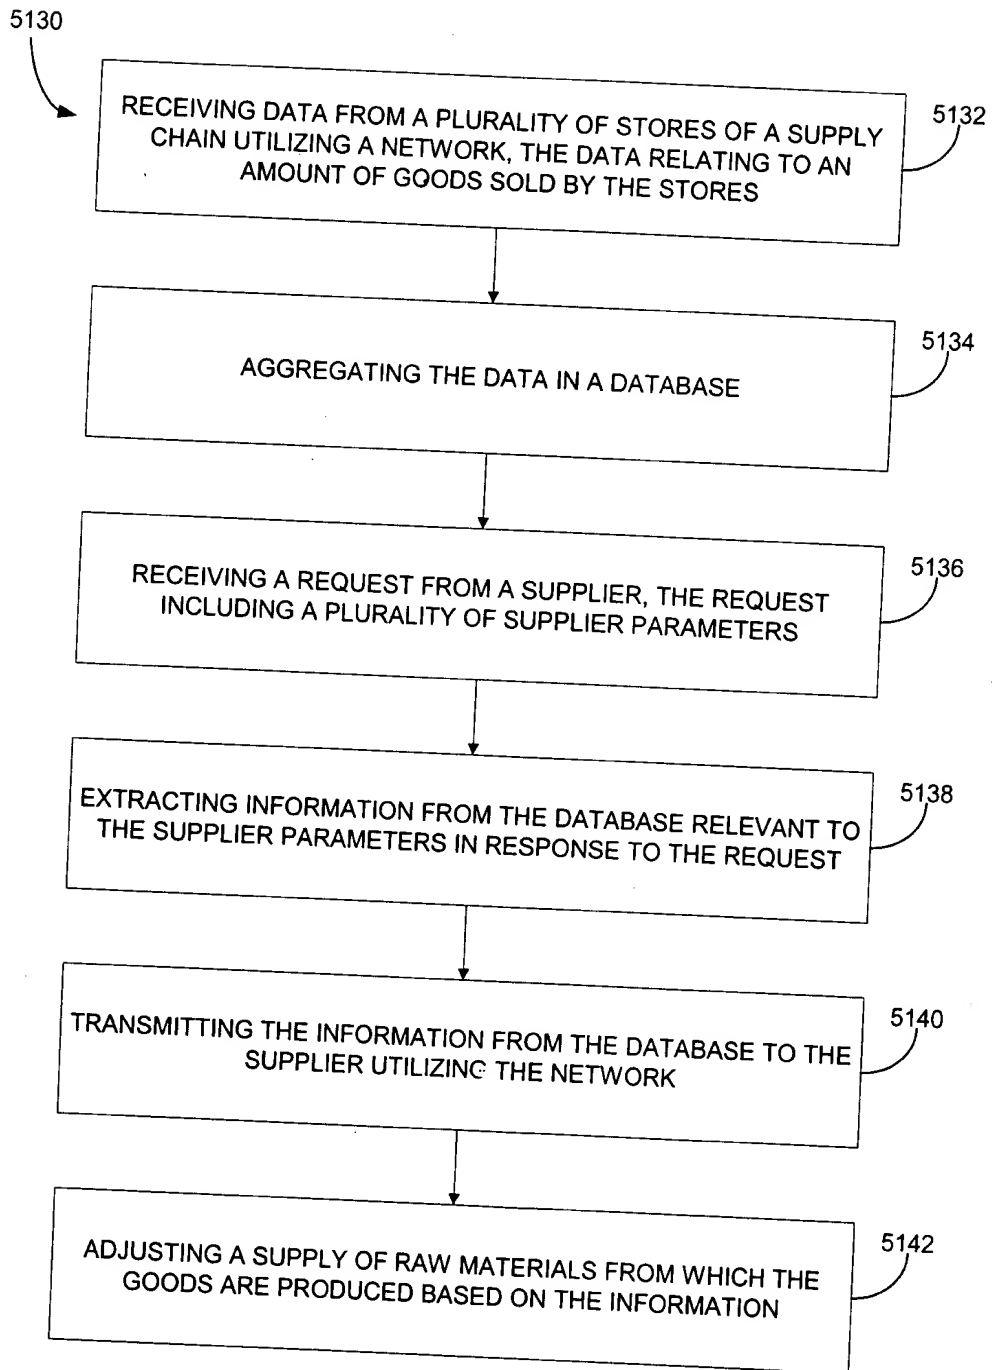 5130
RECEIVING DATA FROM A PLURALITY OF STORES OF A SUPPLY
CHAIN UTILIZING A NETWORK, THE DATA RELATING TO AN
AMOUNT OF GOODS SOLD BY THE STORES
5132
AGGREGATING THE DATA IN A DATABASE
5134
RECEIVING A REQUEST FROM A SUPPLIER, THE REQUEST
INCLUDING A PLURALITY OF SUPPLIER PARAMETERS
5136
EXTRACTING INFORMATION FROM THE DATABASE RELEVANT TO
THE SUPPLIER PARAMETERS IN RESPONSE TO THE REQUEST
5138
TRANSMITTING THE INFORMATION FROM THE DATABASE TO THE
SUPPLIER UTILIZING THE NETWORK
5140
ADJUSTING A SUPPLY OF RAW MATERIALS FROM WHICH THE
GOODS ARE PRODUCED BASED ON THE INFORMATION
5142